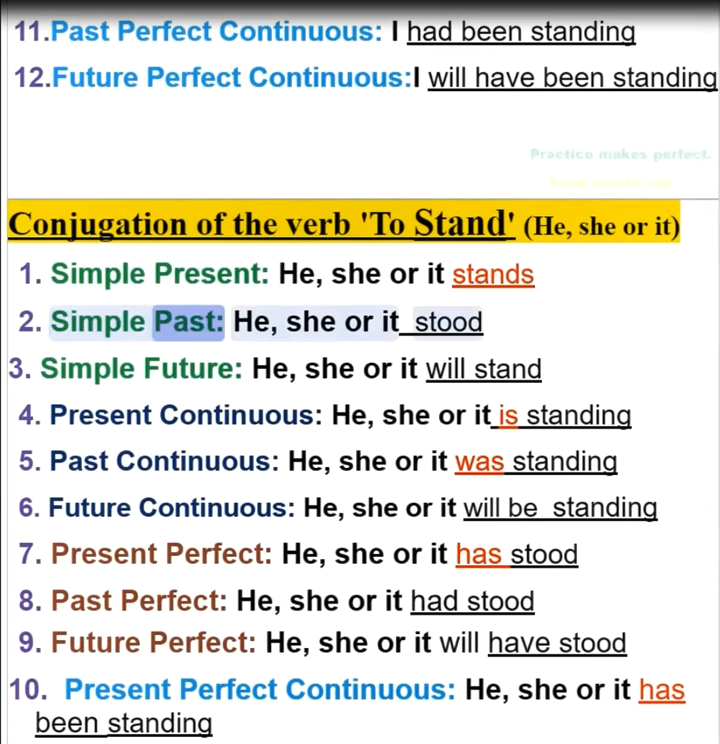 11.Past Perfect Continuous: I had been standing
12.Future Perfect Continuous:I will have been standing
Practice makes perfect.
Conjugation of the verb 'To Stand' (He, she or it)
1. Simple Present: He, she or it stands
2. Simple Past: He, she or it stood
3. Simple Future: He, she or it will stand
4. Present Continuous: He, she or it is standing
5. Past Continuous: He, she or it was standing
6. Future Continuous: He, she or it will be standing
7. Present Perfect: He, she or it has stood
8. Past Perfect: He, she or it had stood
9. Future Perfect: He, she or it will have stood
10. Present Perfect Continuous: He, she or it has
been standing